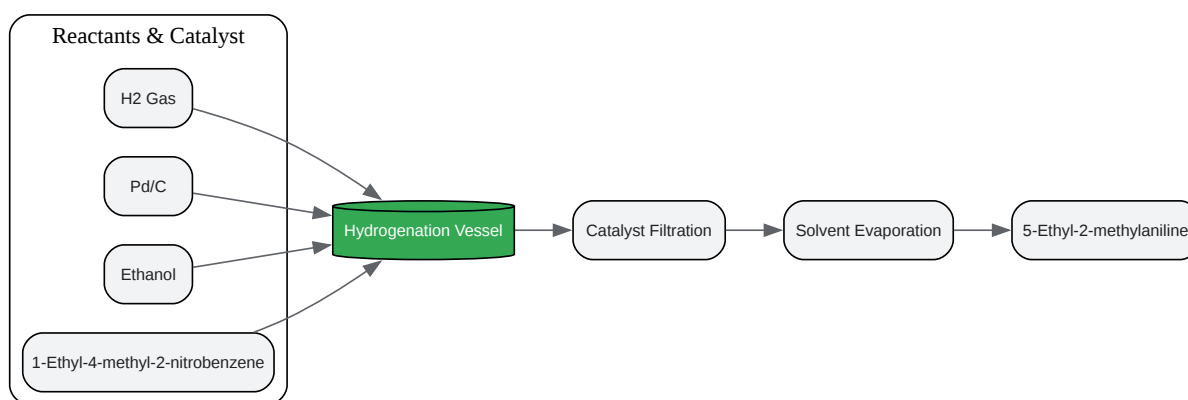 Reactants & Catalyst
H2 Gas
Pd/C
Ethanol
1-Ethyl-4-methyl-2-nitrobenzene
Hydrogenation Vessel
Catalyst Filtration
Solvent Evaporation
5-Ethyl-2-methylaniline